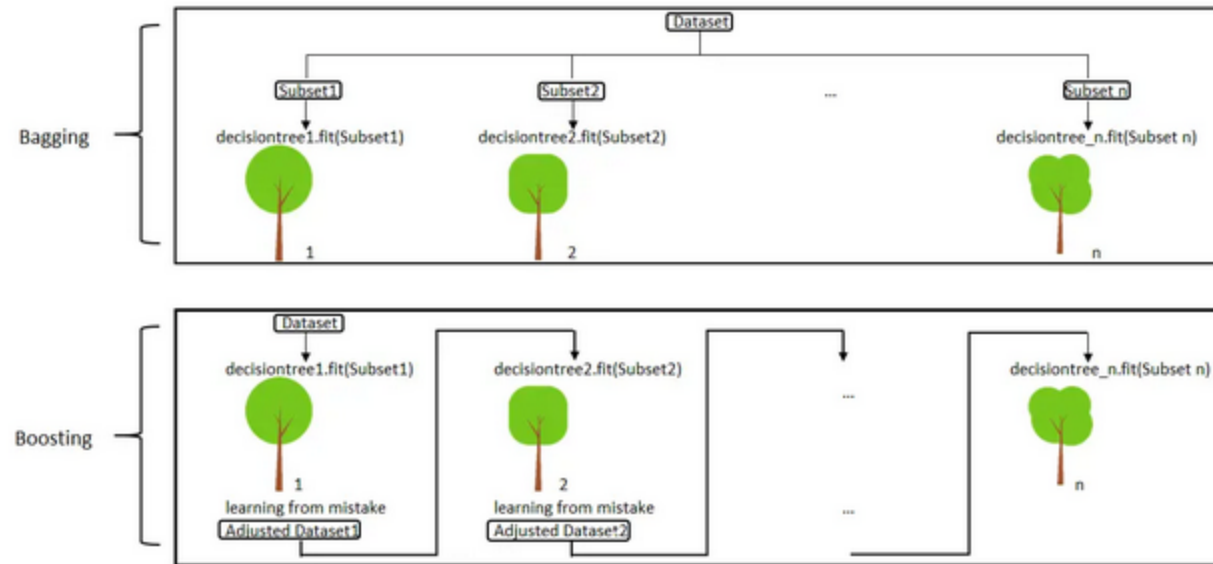 Bagging
Dataset
Subset1
Subset2
...
Subset n
decisiontree1.fit(Subset1)
decisiontree2.fit(Subset2)
decisiontree_n.fit(Subset n)
1
2
n
Boosting
Dataset
decisiontree1.fit(Subset1)
decisiontree2.fit(Subset2)
decisiontree_n.fit(Subset n)
...
1
2
n
learning from mistake
learning from mistake
...
Adjusted Dataset1
Adjusted Dataset2